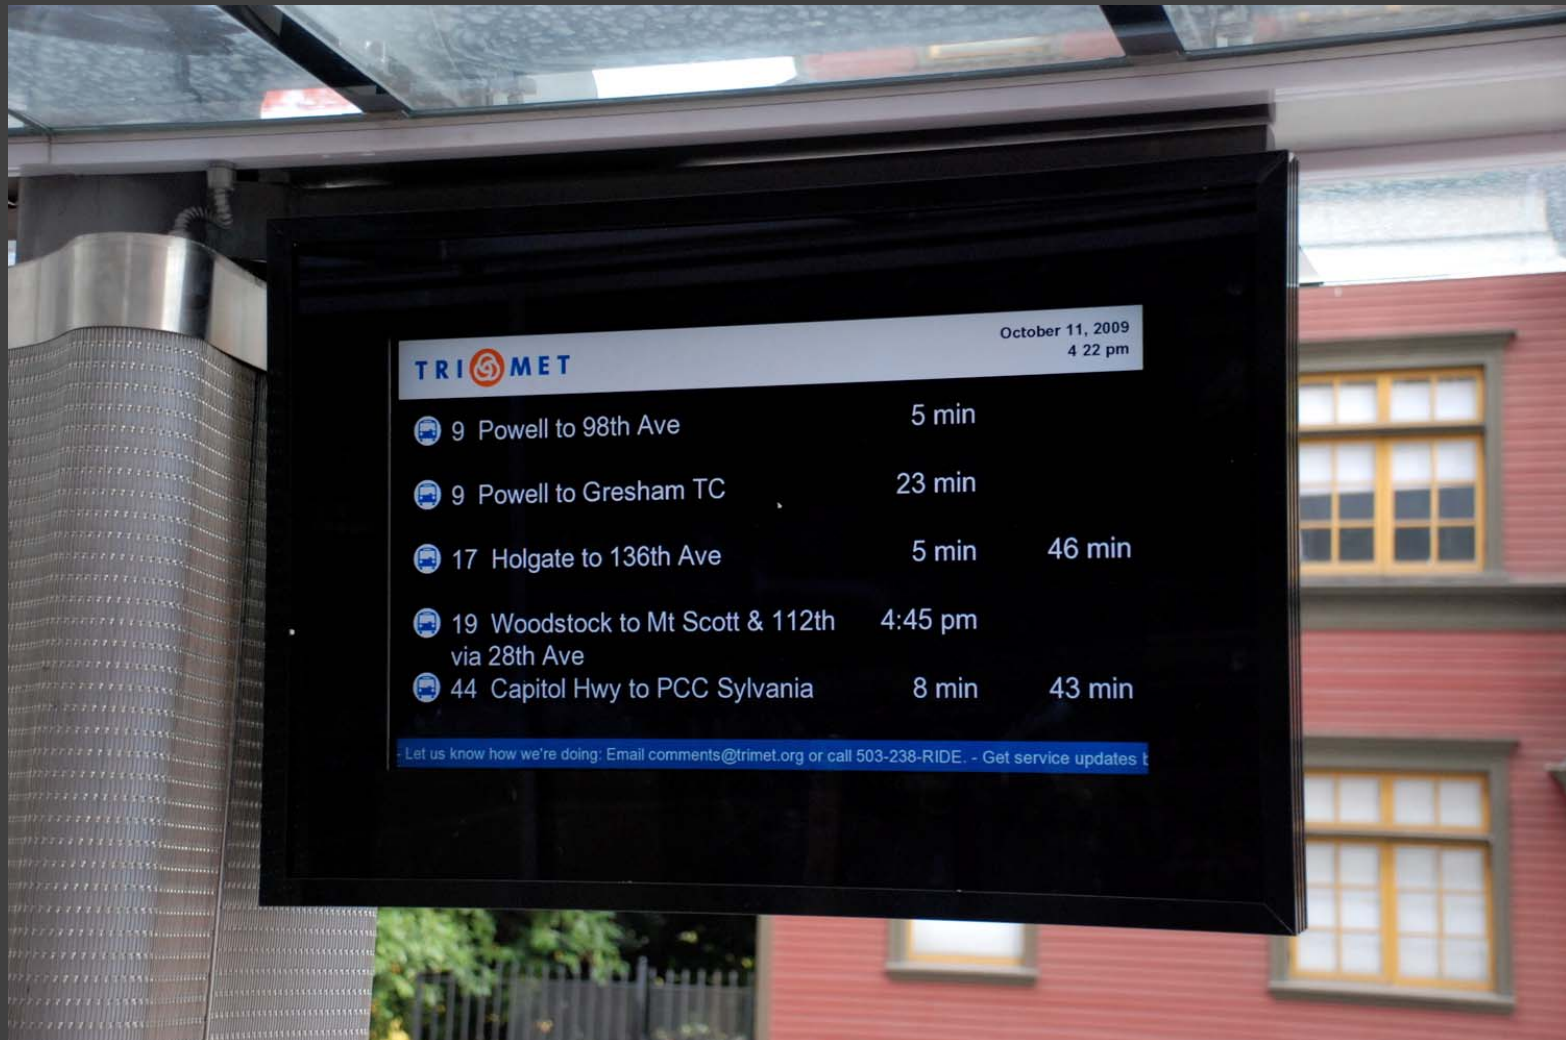 TRI MET
October 11, 2009
4 22 pm
9 Powell to 98th Ave 5 min
9 Powell to Gresham TC 23 min
17 Holgate to 136th Ave 5 min 46 min
19 Woodstock to Mt Scott & 112th 4:45 pm
via 28th Ave
44 Capitol Hwy to PCC Sylvania 8 min 43 min
- Let us know how we're doing: Email comments@trimet.org or call 503-238-RIDE. - Get service updates